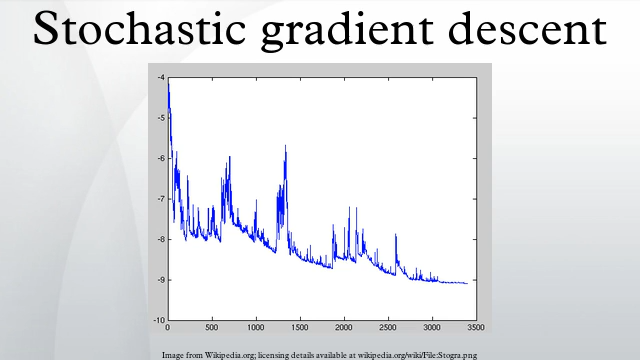 Stochastic gradient descent
-4
-5
-6
-7
-8
-9
-10
0 500 1000 1500 2000 2500 3000 3500
Image from Wikipedia.org; licensing details available at wikipedia.org/wiki/File:Stogra.png